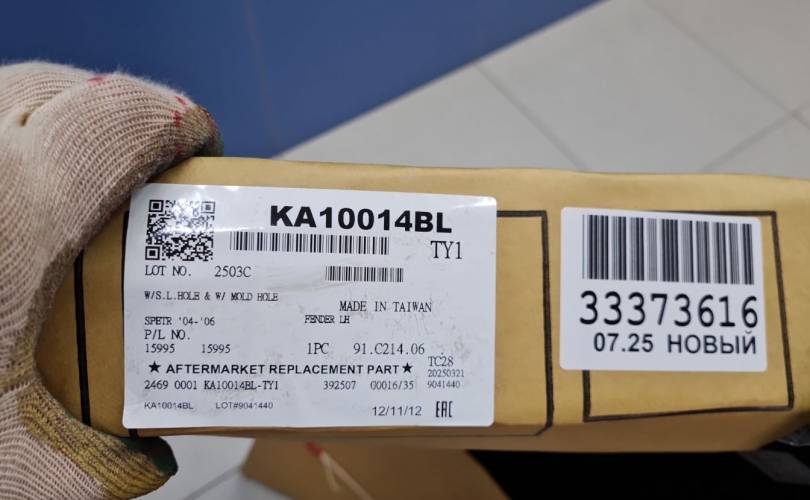 KA10014BL
TY1
LOT NO. 2503C
W/S.L.HOLE & W/ MOLD HOLE
MADE IN TAIWAN
SPETR '04-'06 FENDER LH
P/L NO.
15995 15995 1PC 91.C214.06
★ AFTERMARKET REPLACEMENT PART ★ TC28
20250321
2469 0001 KA10014BL-TY1 392507 00016/35 9041440
KA10014BL LOT#9041440 12/11/12 EAC
33373616
07.25 НОВЫЙ